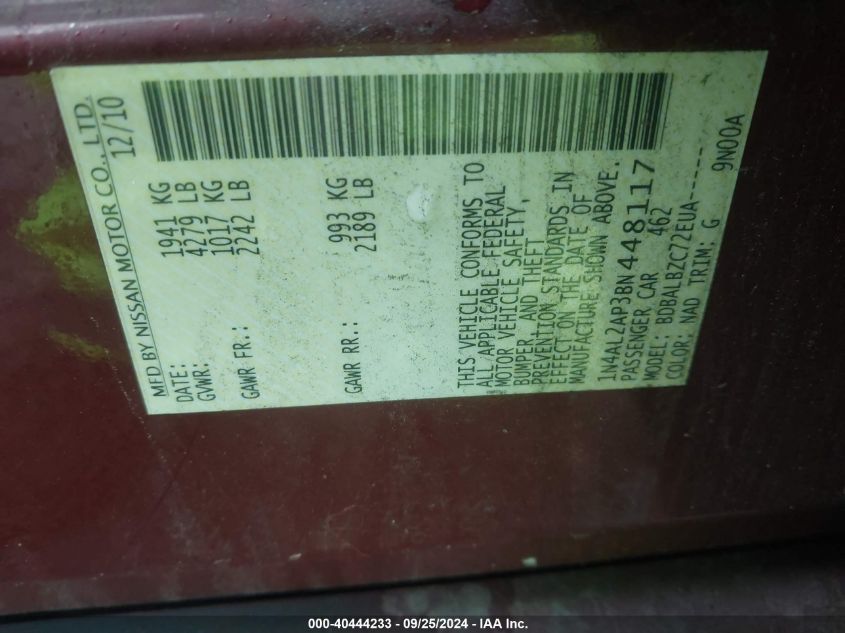 MFD BY NISSAN MOTOR CO., LTD.
DATE: 12/10
GVWR: 1941 KG
4279 LB
GAWR FR.: 1017 KG
2242 LB
GAWR RR.: 993 KG
2189 LB
THIS VEHICLE CONFORMS TO
ALL APPLICABLE FEDERAL
MOTOR VEHICLE SAFETY,
BUMPER, AND THEFT
PREVENTION STANDARDS IN
EFFECT ON THE DATE OF
MANUFACTURE SHOWN ABOVE.
1N4AL2AP3BN448117
PASSENGER CAR 462
MODEL: BDBALBZC72EUA-----
COLOR: NAD TRIM: G 9N00A
000-40444233 - 09/25/2024 - IAA Inc.